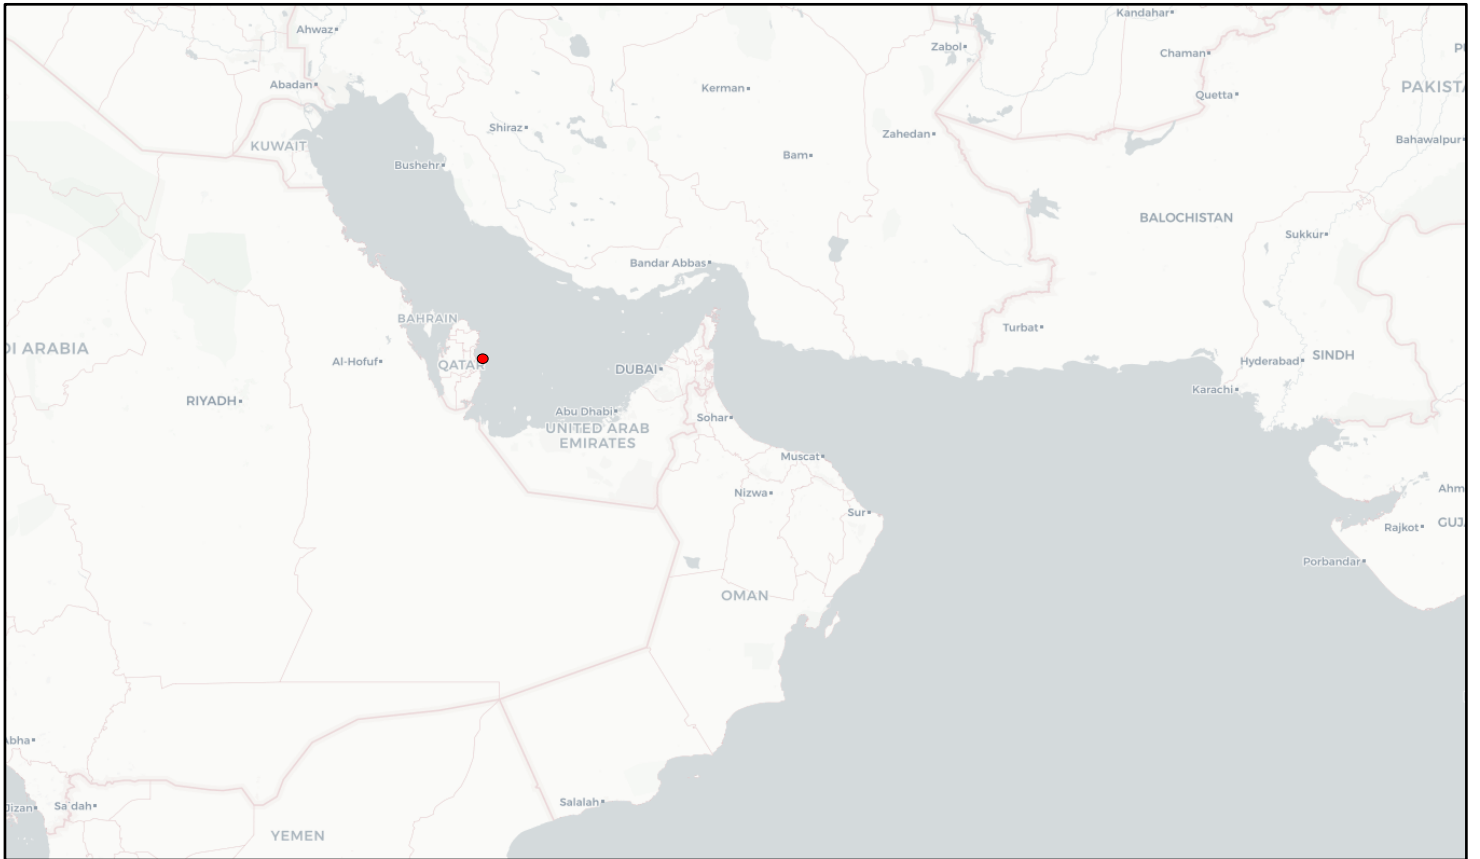 Kandahar
Ahwaz
Zabol
Chaman
Abadan
Kerman
Quetta
PAKISTA
Shiraz
Zahedan
Bahawalpur
KUWAIT
Bam
Bushehr
BALOCHISTAN
Sukkur
Bandar Abbas
BAHRAIN
Turbat
DI ARABIA
Al-Hofuf
QATAR
DUBAI
Hyderabad
SINDH
Karachi
RIYADH
Abu Dhabi
Sohar
UNITED ARAB
EMIRATES
Muscat
Nizwa
Ahm
Sur
Rajkot
GUJ
Porbandar
OMAN
Abha
Salalah
Jizan
Sa'dah
YEMEN